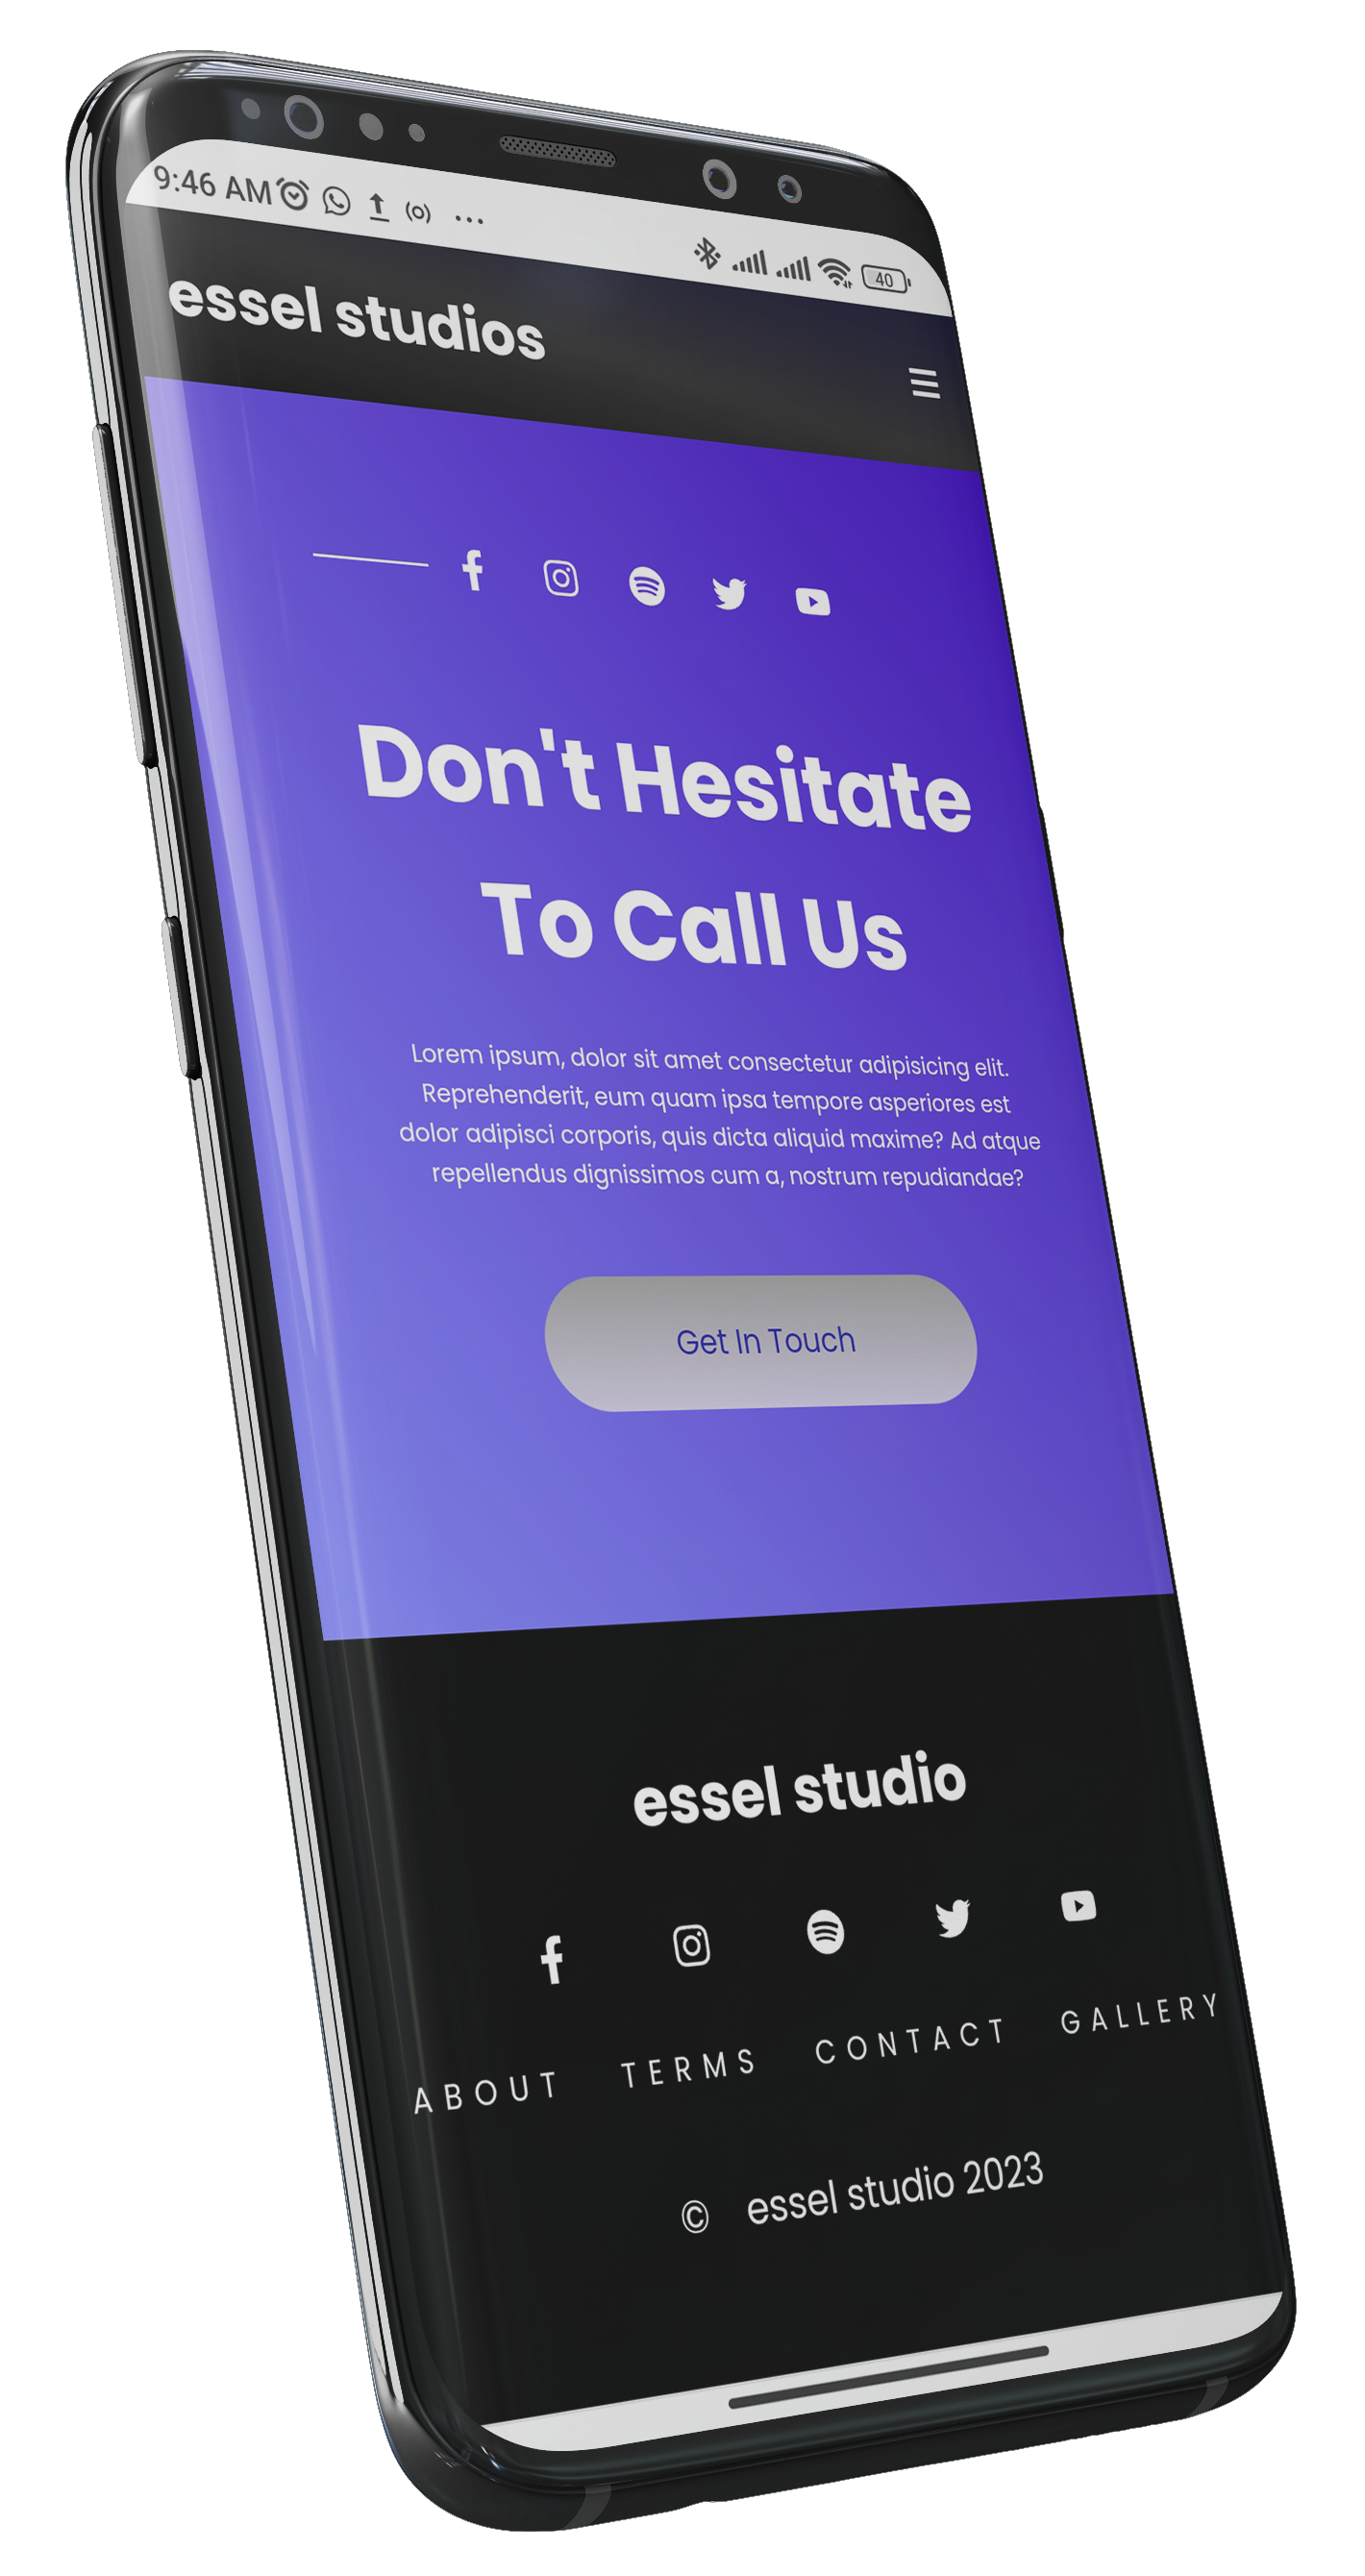 9:46 AM
40
essel studios
Don't Hesitate
To Call Us
Lorem ipsum, dolor sit amet consectetur adipisicing elit.
Reprehenderit, eum quam ipsa tempore asperiores est
dolor adipisci corporis, quis dicta aliquid maxime? Ad atque
repellendus dignissimos cum a, nostrum repudiandae?
Get In Touch
essel studio
ABOUT TERMS CONTACT GALLERY
© essel studio 2023